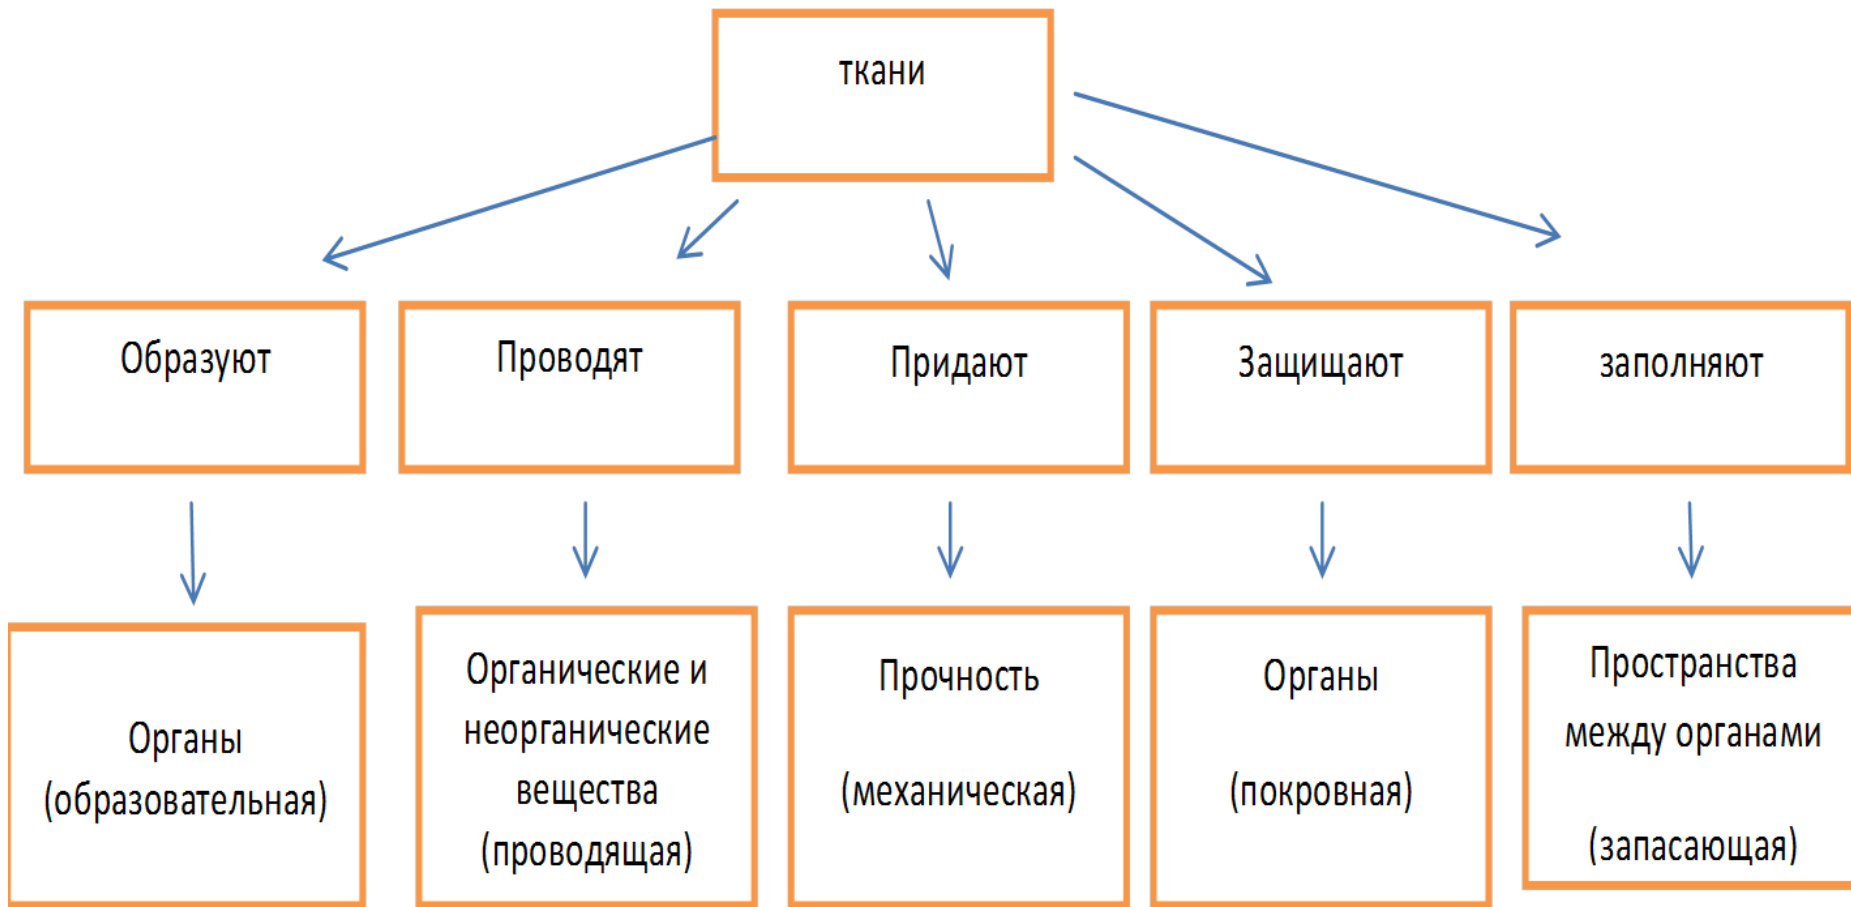 ткани
Образуют
Проводят
Придают
Защищают
заполняют
Органы
(образовательная)
Органические и
неорганические
вещества
(проводящая)
Прочность
(механическая)
Органы
(покровная)
Пространства
между органами
(запасающая)